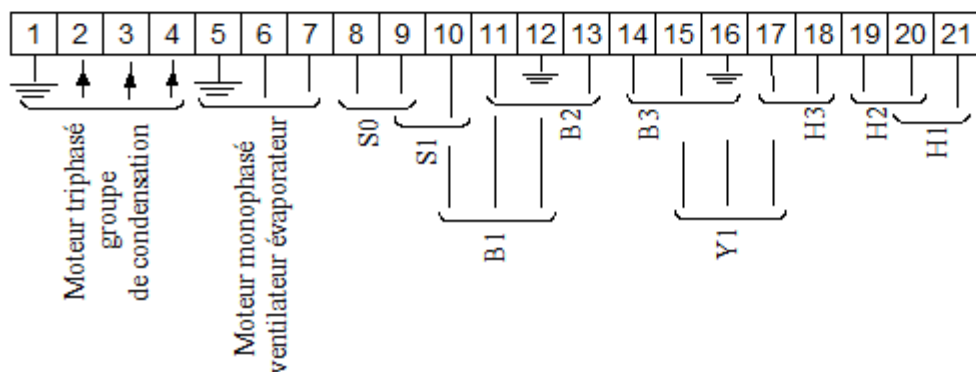 1 2 3 4 5 6 7 8 9 10 11 12 13 14 15 16 17 18 19 20 21
Moteur triphasé
groupe
de condensation
Moteur monophasé
ventilateur évaporateur
S0
S1
B1
B2
B3
Y1
H3
H2
H1